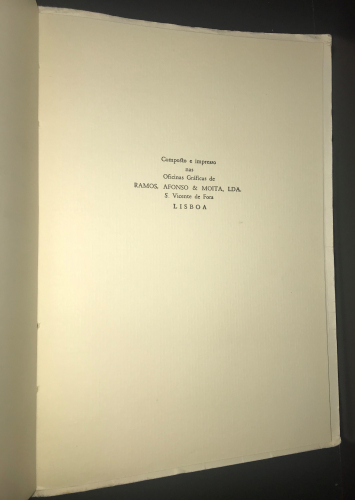 Composto e impresso
nas
Oficinas Gráficas de
RAMOS, AFONSO & MOITA, LDA.
S. Vicente de Fora
LISBOA